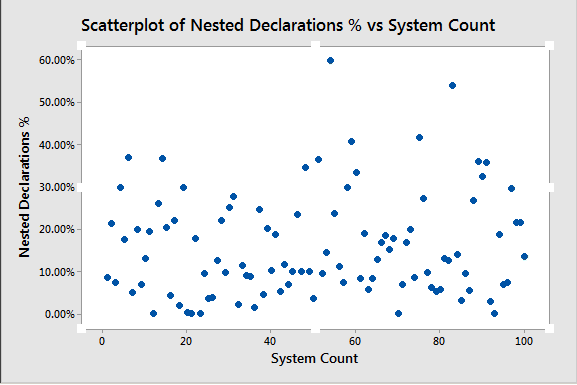 Scatterplot of Nested Declarations % vs System Count
60.00%
50.00%
40.00%
30.00%
20.00%
10.00%
0.00%
Nested Declarations %
0 20 40 60 80 100
System Count